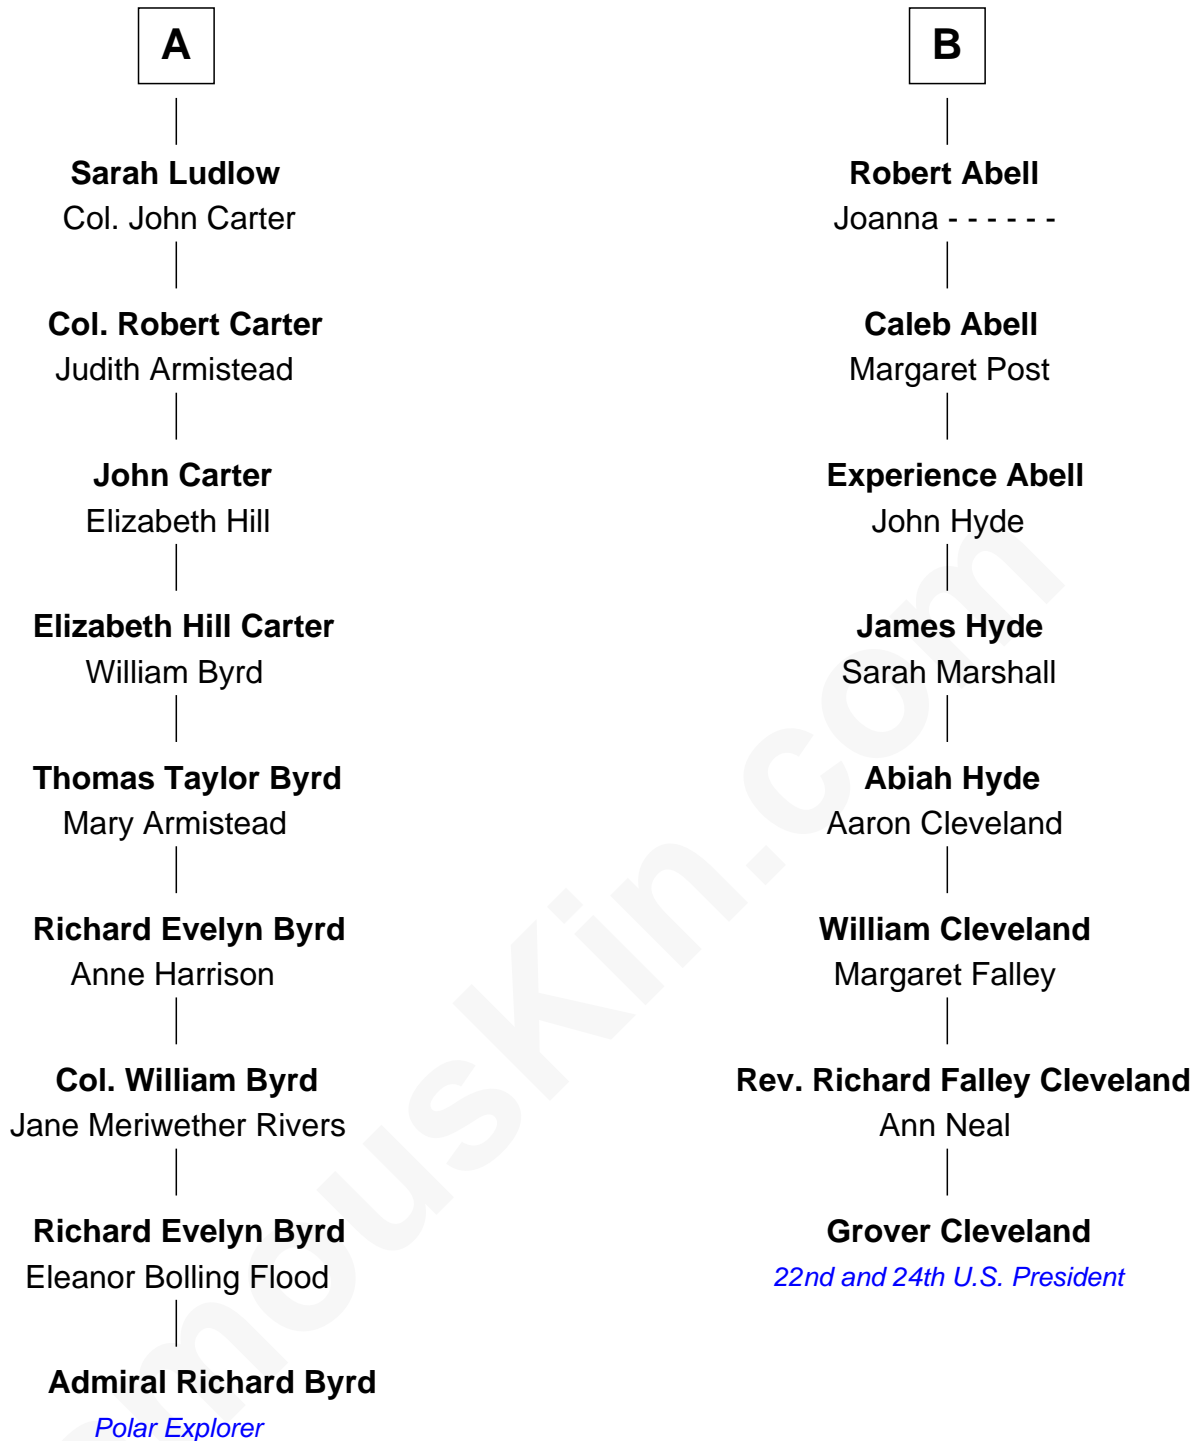 A
Sarah Ludlow
Col. John Carter
Col. Robert Carter
Judith Armistead
John Carter
Elizabeth Hill
Elizabeth Hill Carter
William Byrd
Thomas Taylor Byrd
Mary Armistead
Richard Evelyn Byrd
Anne Harrison
Col. William Byrd
Jane Meriwether Rivers
Richard Evelyn Byrd
Eleanor Bolling Flood
Admiral Richard Byrd
Polar Explorer
B
Robert Abell
Joanna - - - - - -
Caleb Abell
Margaret Post
Experience Abell
John Hyde
James Hyde
Sarah Marshall
Abiah Hyde
Aaron Cleveland
William Cleveland
Margaret Falley
Rev. Richard Falley Cleveland
Ann Neal
Grover Cleveland
22nd and 24th U.S. President
mousKin.com